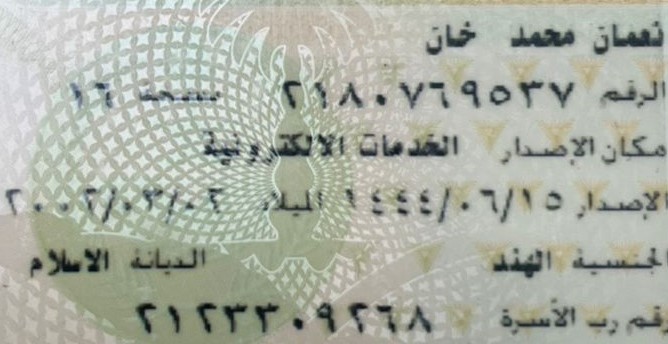 نعمان محمد خان
الرقم ٢١٨٠٧٦٩٥٣٧ نسخة ١٦
مكان الإصدار الخدمات الالكترونية
الإصدار ١٤٤٤/٠٦/١٥ الميلاد ٢٠٠٢/٠٣/٠٢
الجنسية الهند الديانة الاسلام
رقم رب الأسرة ٢١٢٣٣٠٩٢٦٨